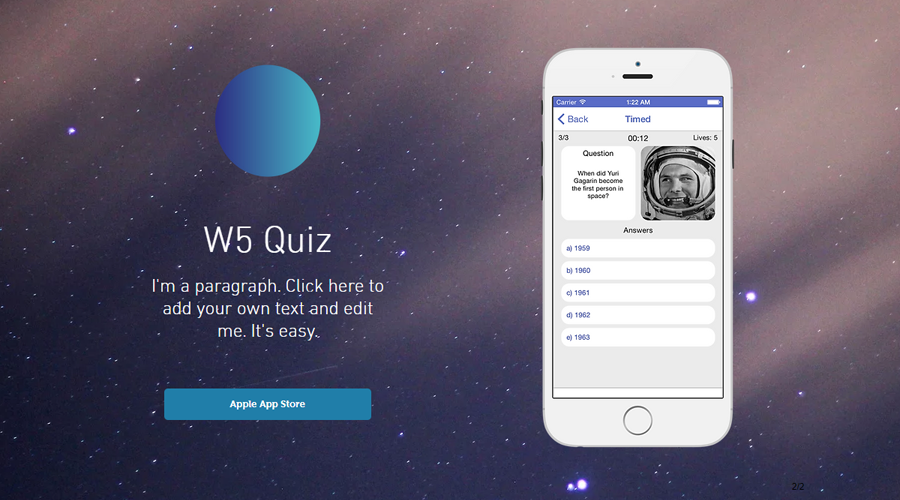 W5 Quiz
I'm a paragraph. Click here to
add your own text and edit
me. It's easy.
Apple App Store
Carrier 1:22 AM
Back Timed
3/3 00:12 Lives: 5
Question
When did Yuri
Gagarin become
the first person in
space?
Answers
a) 1959
b) 1960
c) 1961
d) 1962
e) 1963
2/2